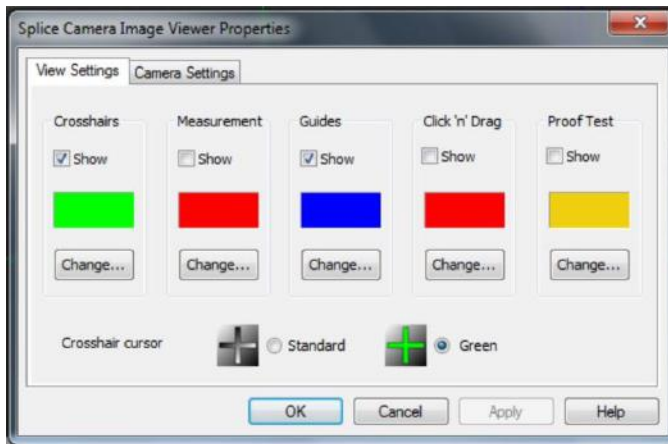 Splice Camera Image Viewer Properties
View Settings Camera Settings
Crosshairs Measurement Guides Click 'n' Drag Proof Test
Show Show Show Show Show
Change... Change... Change... Change... Change...
Crosshair cursor Standard Green
OK Cancel Apply Help